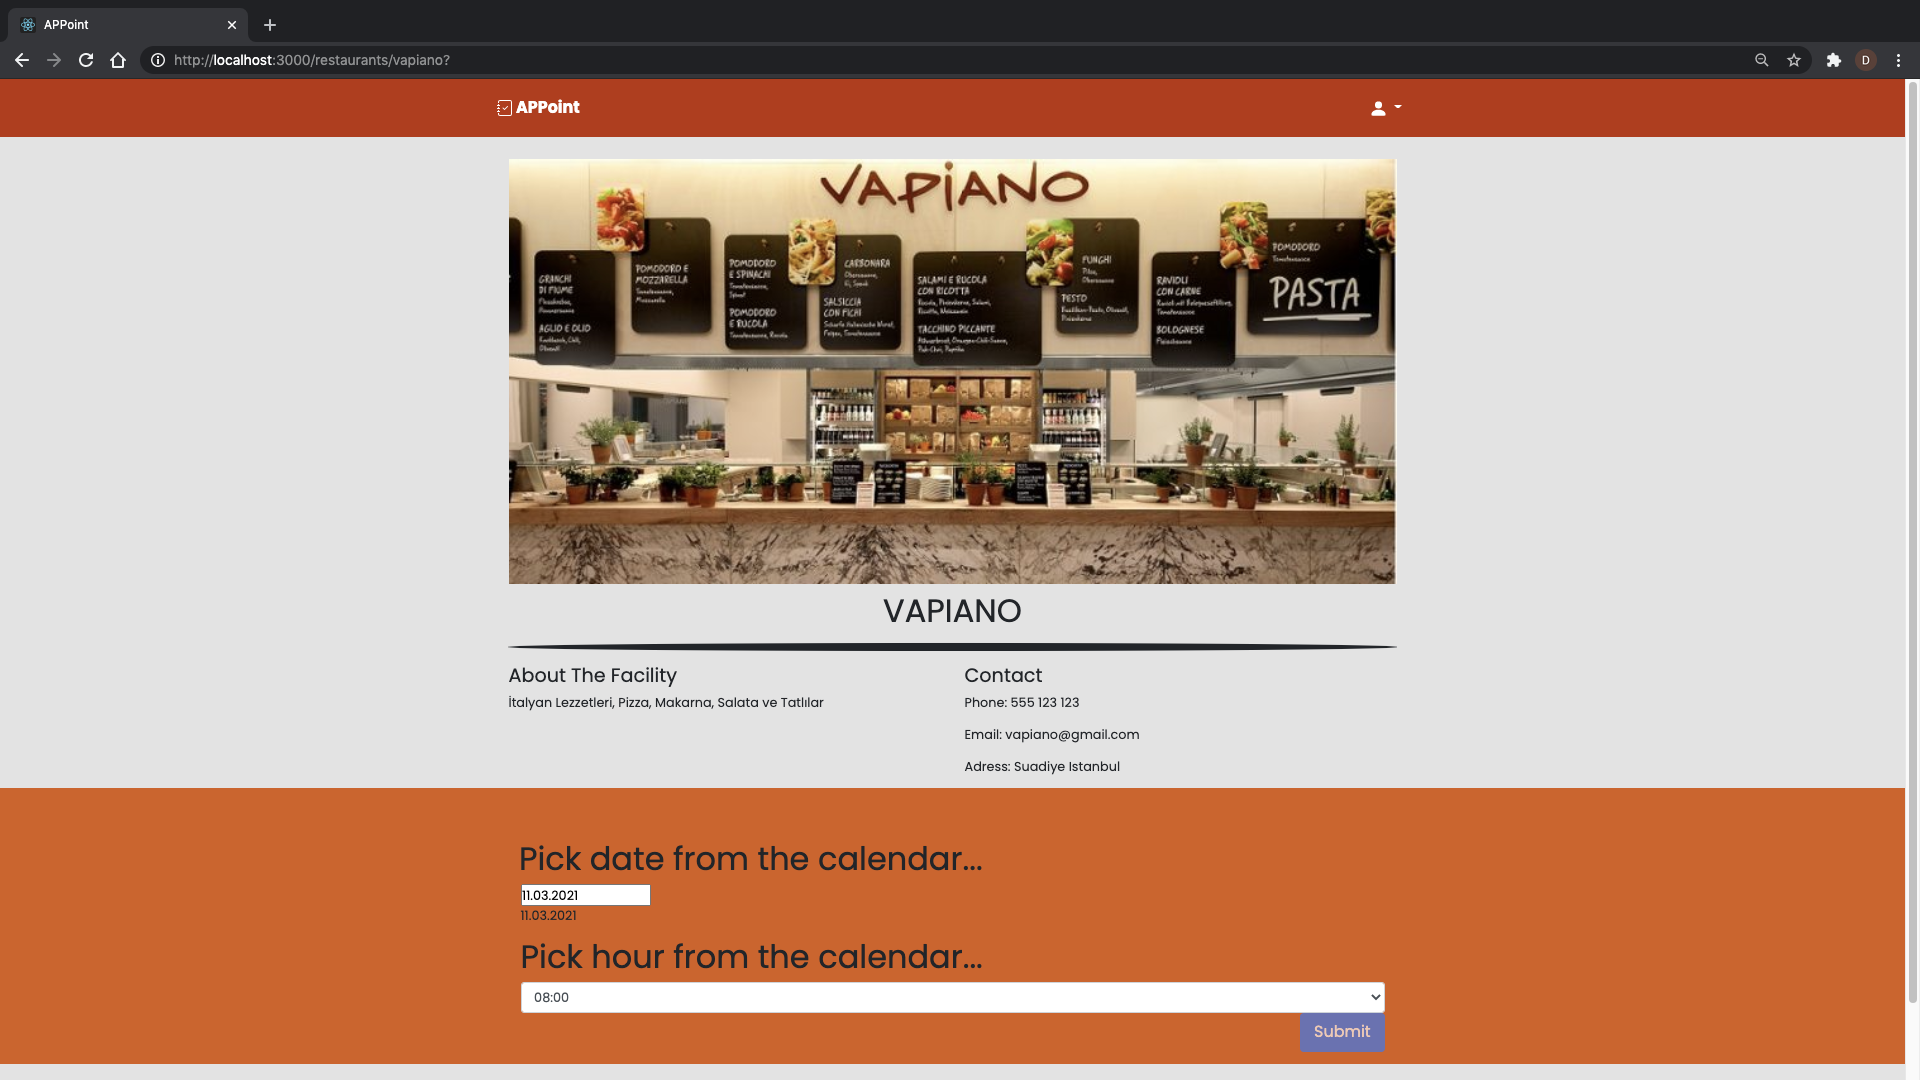 APPoint
http://localhost:3000/restaurants/vapiano?
D
APPoint
VAPIANO
GRANCHI
DI FIUME
AGLIO E OLIO
POMODORO E
MOZZARELLA
POMODORO
E SPINACHI
POMODORO
E RUCOLA
CARBONARA
SALSICCIA
CON FICHI
SALAMI E RUCOLA
CON RICOTTA
TACCHINO PICCANTE
FUNGHI
PESTO
RAVIOLI
CON CARNE
BOLOGNESE
POMODORO
PASTA
VAPIANO
About The Facility
İtalyan Lezzetleri, Pizza, Makarna, Salata ve Tatlılar
Contact
Phone: 555 123 123
Email: vapiano@gmail.com
Adress: Suadiye Istanbul
Pick date from the calendar...
11.03.2021
11.03.2021
Pick hour from the calendar...
08:00
Submit